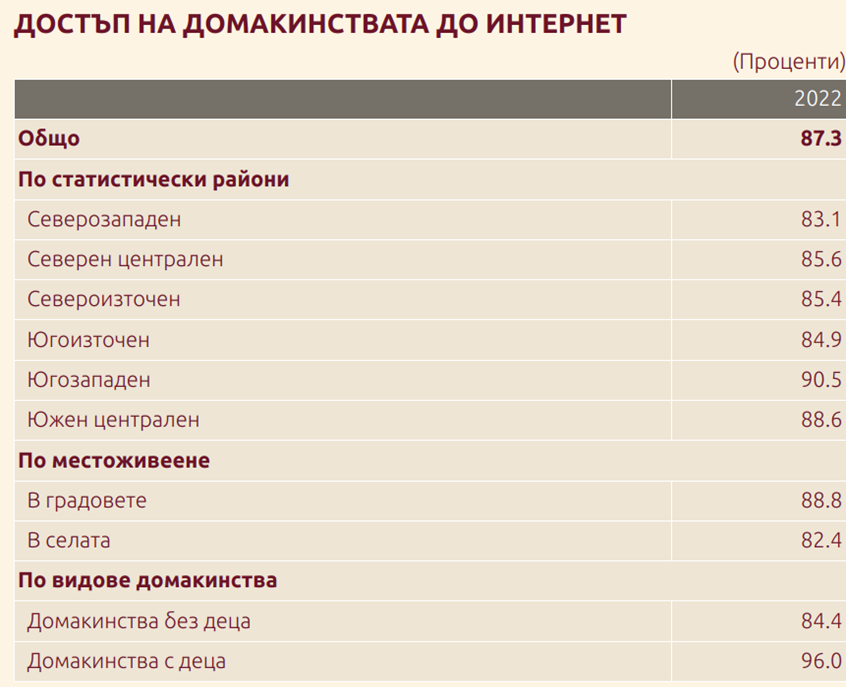 ДОСТЪП НА ДОМАКИНСТВАТА ДО ИНТЕРНЕТ
(Проценти)
2022
Общо 87.3
По статистически райони
Северозападен 83.1
Северен централен 85.6
Североизточен 85.4
Югоизточен 84.9
Югозападен 90.5
Южен централен 88.6
По местоживеене
В градовете 88.8
В селата 82.4
По видове домакинства
Домакинства без деца 84.4
Домакинства с деца 96.0